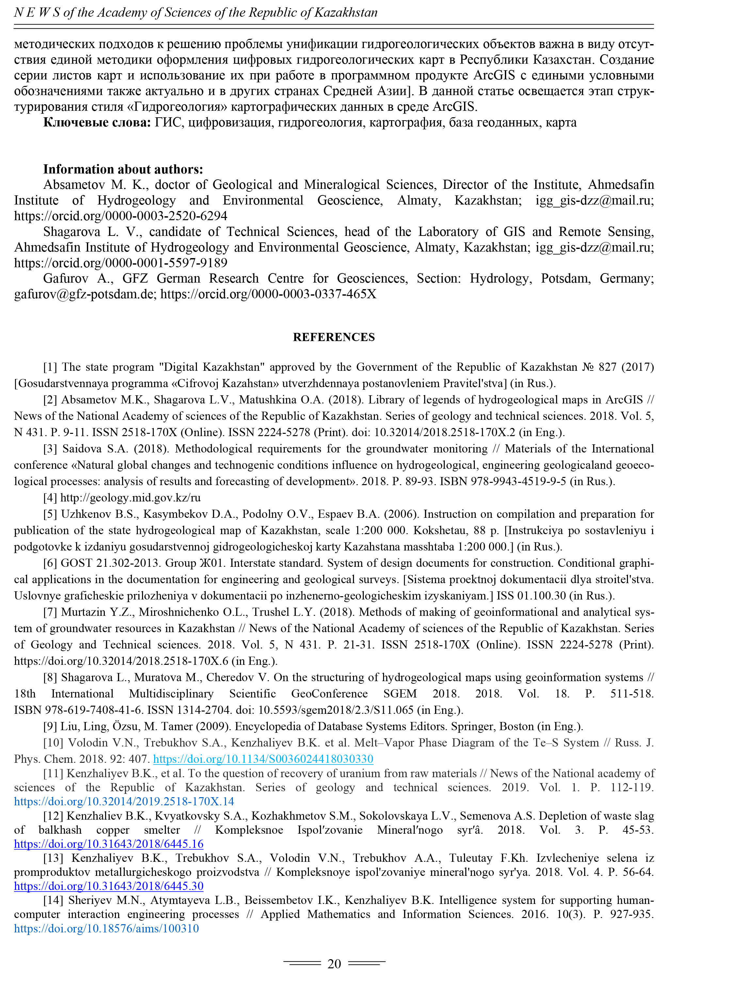 N E W S of the Academy of Sciences of the Republic of Kazakhstan
методических подходов к решению проблемы унификации гидрогеологических объектов важна в виду отсут-
ствия единой методики оформления цифровых гидрогеологических карт в Республики Казахстан. Создание
серии листов карт и использование их при работе в программном продукте ArcGIS с едиными условными
обозначениями также актуально и в других странах Средней Азии]. В данной статье освещается этап струк-
турирования стиля «Гидрогеология» картографических данных в среде ArcGIS.
Ключевые слова: ГИС, цифровизация, гидрогеология, картография, база геоданных, карта
Information about authors:
Absametov M. K., doctor of Geological and Mineralogical Sciences, Director of the Institute, Ahmedsafin
Institute of Hydrogeology and Environmental Geoscience, Almaty, Kazakhstan; igg_gis-dzz@mail.ru;
https://orcid.org/0000-0003-2520-6294
Shagarova L. V., candidate of Technical Sciences, head of the Laboratory of GIS and Remote Sensing,
Ahmedsafin Institute of Hydrogeology and Environmental Geoscience, Almaty, Kazakhstan; igg_gis-dzz@mail.ru;
https://orcid.org/0000-0001-5597-9189
Gafurov A., GFZ German Research Centre for Geosciences, Section: Hydrology, Potsdam, Germany;
gafurov@gfz-potsdam.de; https://orcid.org/0000-0003-0337-465X
REFERENCES
[1] The state program "Digital Kazakhstan" approved by the Government of the Republic of Kazakhstan № 827 (2017)
[Gosudarstvennaya programma «Cifrovoj Kazahstan» utverzhdennaya postanovleniem Pravitel'stva] (in Rus.).
[2] Absametov M.K., Shagarova L.V., Matushkina O.A. (2018). Library of legends of hydrogeological maps in ArcGIS //
News of the National Academy of sciences of the Republic of Kazakhstan. Series of geology and technical sciences. 2018. Vol. 5,
N 431. P. 9-11. ISSN 2518-170X (Online). ISSN 2224-5278 (Print). doi: 10.32014/2018.2518-170X.2 (in Eng.).
[3] Saidova S.A. (2018). Methodological requirements for the groundwater monitoring // Materials of the International
conference «Natural global changes and technogenic conditions influence on hydrogeological, engineering geologicaland geoeco-
logical processes: analysis of results and forecasting of development». 2018. P. 89-93. ISBN 978-9943-4519-9-5 (in Rus.).
[4] http://geology.mid.gov.kz/ru
[5] Uzhkenov B.S., Kasymbekov D.A., Podolny O.V., Espaev B.A. (2006). Instruction on compilation and preparation for
publication of the state hydrogeological map of Kazakhstan, scale 1:200 000. Kokshetau, 88 p. [Instrukciya po sostavleniyu i
podgotovke k izdaniyu gosudarstvennoj gidrogeologicheskoj karty Kazahstana masshtaba 1:200 000.] (in Rus.).
[6] GOST 21.302-2013. Group Ж01. Interstate standard. System of design documents for construction. Conditional graphi-
cal applications in the documentation for engineering and geological surveys. [Sistema proektnoj dokumentacii dlya stroitel'stva.
Uslovnye graficheskie prilozheniya v dokumentacii po inzhenerno-geologicheskim izyskaniyam.] ISS 01.100.30 (in Rus.).
[7] Murtazin Y.Z., Miroshnichenko O.L., Trushel L.Y. (2018). Methods of making of geoinformational and analytical sys-
tem of groundwater resources in Kazakhstan // News of the National Academy of sciences of the Republic of Kazakhstan. Series
of Geology and Technical sciences. 2018. Vol. 5, N 431. P. 21-31. ISSN 2518-170X (Online). ISSN 2224-5278 (Print).
https://doi.org/10.32014/2018.2518-170X.6 (in Eng.).
[8] Shagarova L., Muratova M., Cheredov V. On the structuring of hydrogeological maps using geoinformation systems //
18th International Multidisciplinary Scientific GeoConference SGEM 2018. 2018. Vol. 18. P. 511-518.
ISBN 978-619-7408-41-6. ISSN 1314-2704. doi: 10.5593/sgem2018/2.3/S11.065 (in Eng.).
[9] Liu, Ling, Özsu, M. Tamer (2009). Encyclopedia of Database Systems Editors. Springer, Boston (in Eng.).
[10] Volodin V.N., Trebukhov S.A., Kenzhaliyev B.K. et al. Melt–Vapor Phase Diagram of the Te–S System // Russ. J.
Phys. Chem. 2018. 92: 407. https://doi.org/10.1134/S0036024418030330
[11] Kenzhaliyev B.K., et al. To the question of recovery of uranium from raw materials // News of the National academy of
sciences of the Republic of Kazakhstan. Series of geology and technical sciences. 2019. Vol. 1. P. 112-119.
https://doi.org/10.32014/2019.2518-170X.14
[12] Kenzhaliev B.K., Kvyatkovsky S.A., Kozhakhmetov S.M., Sokolovskaya L.V., Semenova A.S. Depletion of waste slag
of balkhash copper smelter // Kompleksnoe Ispol′zovanie Mineral′nogo syr′â. 2018. Vol. 3. P. 45-53.
https://doi.org/10.31643/2018/6445.16
[13] Kenzhaliyev B.K., Trebukhov S.A., Volodin V.N., Trebukhov A.A., Tuleutay F.Kh. Izvlecheniye selena iz
promproduktov metallurgicheskogo proizvodstva // Kompleksnoye ispol'zovaniye mineral'nogo syr'ya. 2018. Vol. 4. P. 56-64.
https://doi.org/10.31643/2018/6445.30
[14] Sheriyev M.N., Atymtayeva L.B., Beissembetov I.K., Kenzhaliyev B.K. Intelligence system for supporting human-
computer interaction engineering processes // Applied Mathematics and Information Sciences. 2016. 10(3). P. 927-935.
https://doi.org/10.18576/aims/100310
20